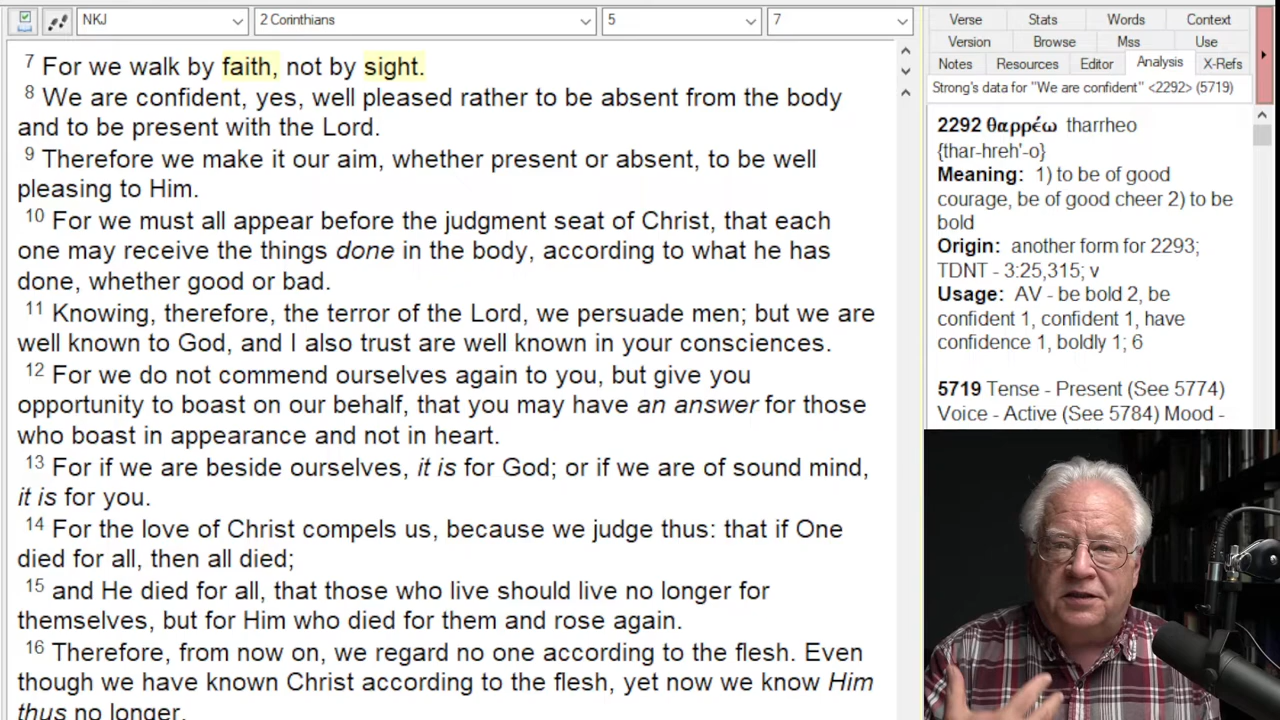 NKJ 2 Corinthians 5 7
7 For we walk by faith, not by sight.
8 We are confident, yes, well pleased rather to be absent from the body
and to be present with the Lord.
9 Therefore we make it our aim, whether present or absent, to be well
pleasing to Him.
10 For we must all appear before the judgment seat of Christ, that each
one may receive the things done in the body, according to what he has
done, whether good or bad.
11 Knowing, therefore, the terror of the Lord, we persuade men; but we are
well known to God, and I also trust are well known in your consciences.
12 For we do not commend ourselves again to you, but give you
opportunity to boast on our behalf, that you may have an answer for those
who boast in appearance and not in heart.
13 For if we are beside ourselves, it is for God; or if we are of sound mind,
it is for you.
14 For the love of Christ compels us, because we judge thus: that if One
died for all, then all died;
15 and He died for all, that those who live should live no longer for
themselves, but for Him who died for them and rose again.
16 Therefore, from now on, we regard no one according to the flesh. Even
though we have known Christ according to the flesh, yet now we know Him
thus no longer.
Verse Stats Words Context
Version Browse Mss Use
Notes Resources Editor Analysis X-Refs
Strong's data for "We are confident" <2292> (5719)
2292 θαρρέω tharrheo
{thar-hreh'-o}
Meaning: 1) to be of good
courage, be of good cheer 2) to be
bold
Origin: another form for 2293;
TDNT - 3:25,315; v
Usage: AV - be bold 2, be
confident 1, confident 1, have
confidence 1, boldly 1; 6
5719 Tense - Present (See 5774)
Voice - Active (See 5784) Mood -